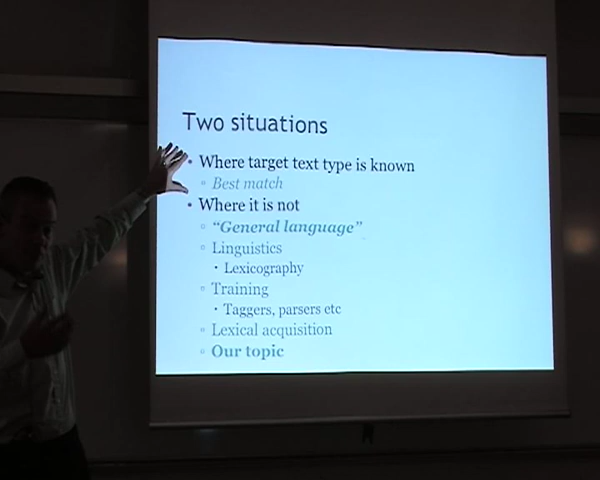 Two situations
• Where target text type is known
▫ Best match
• Where it is not
▫ “General language”
▫ Linguistics
• Lexicography
▫ Training
• Taggers, parsers etc
▫ Lexical acquisition
▫ Our topic